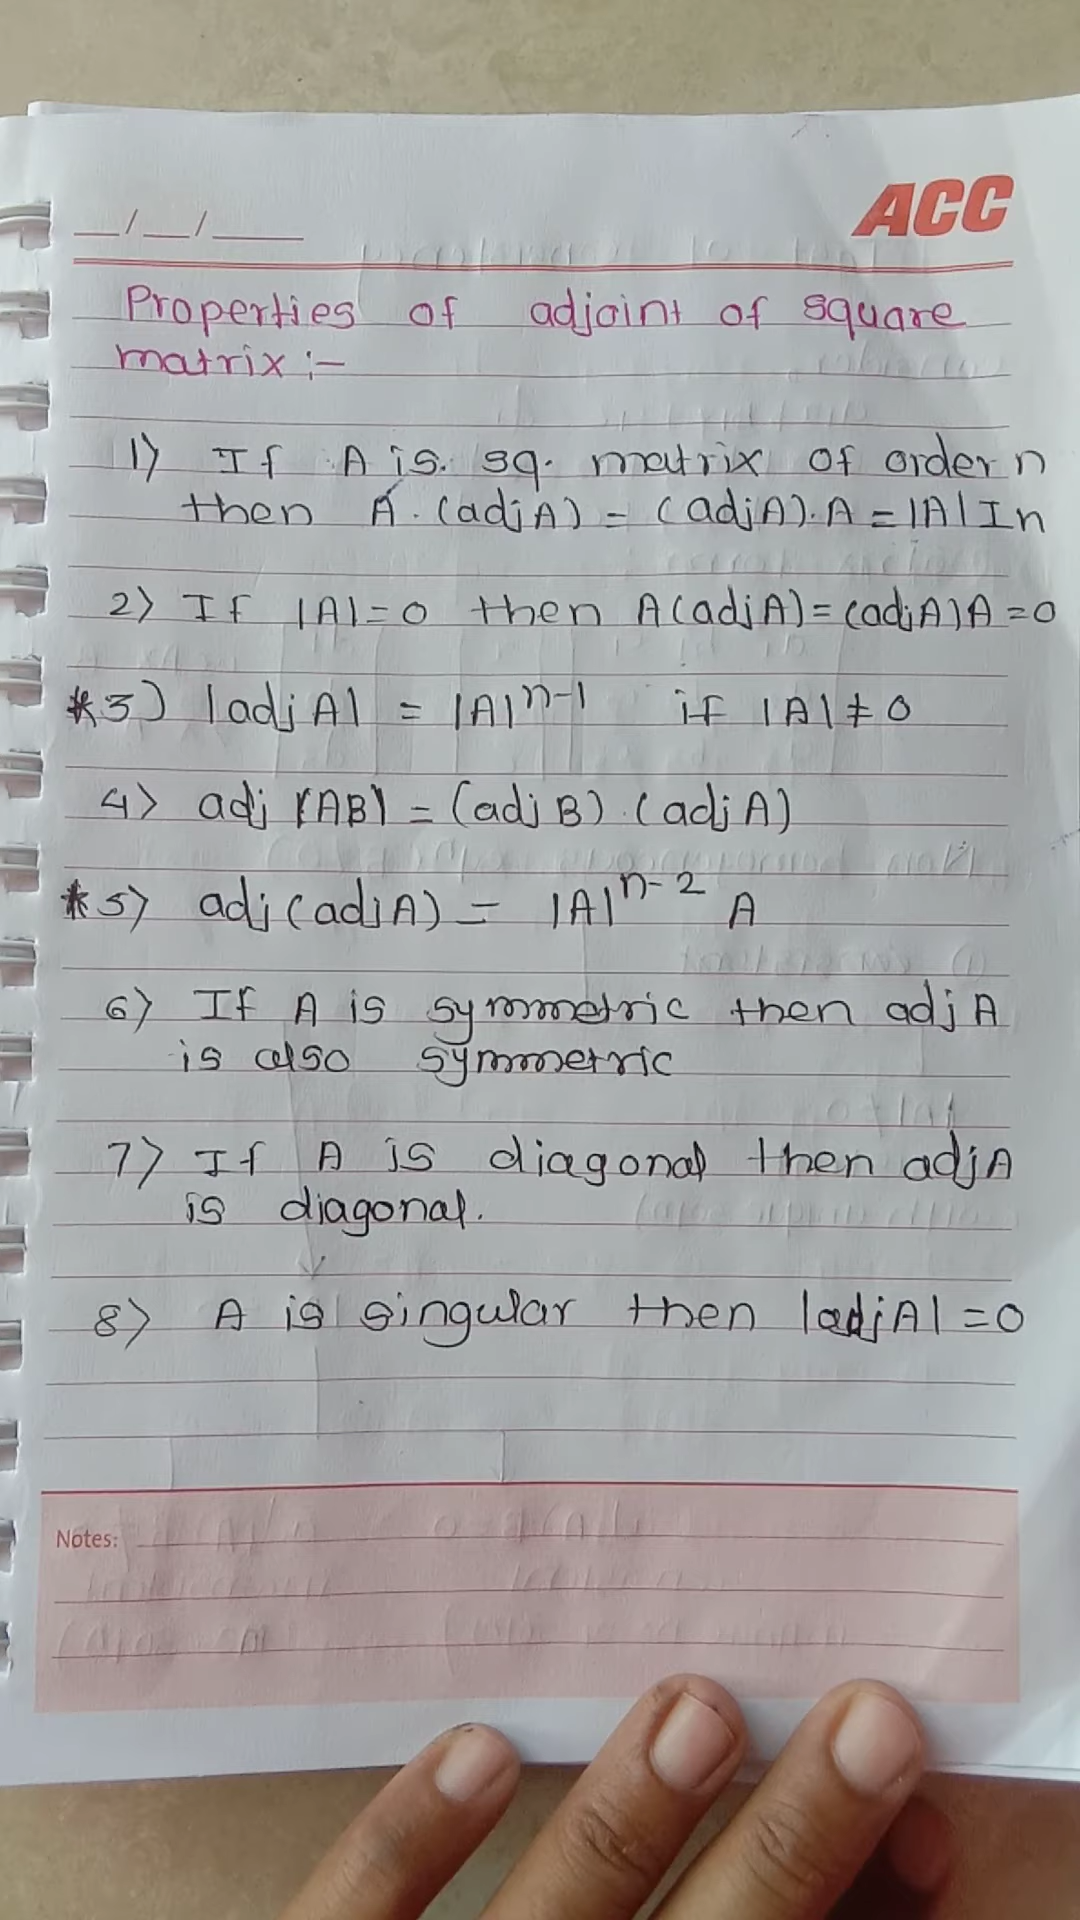 __/__/____
ACC
Properties of adjoint of square
matrix :-
1) If A is sq. matrix of order n
then A. (adjA) = (adjA). A = |A| In
2) If |A| = 0 then A(adjA) = (adjA)A = 0
*3) |adj A| = |A|^n-1 if |A| ≠ 0
4) adj (AB) = (adj B) . (adj A)
*5) adj (adjA) = |A|^n-2 A
6) If A is symmetric then adj A
is also symmetric
7) If A is diagonal then adjA
is diagonal.
8) A is singular then |adjA| = 0
Notes: